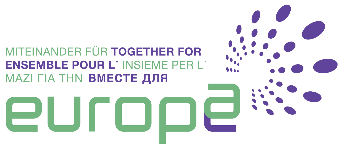 MITEINANDER FÜR TOGETHER FOR
ENSEMBLE POUR L' INSIEME PER L'
ΜΑΖΙ ΓΙΑ ΤΗΝ ВМЕСТЕ ДЛЯ
europa